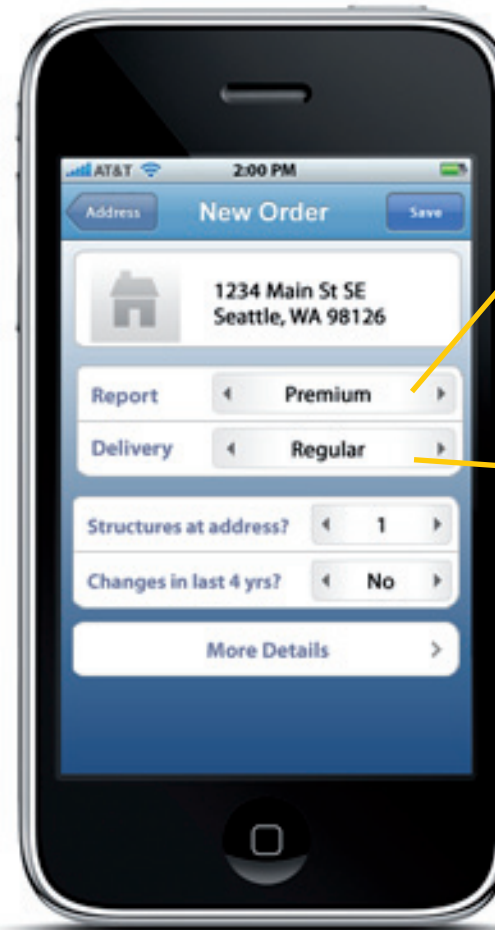 AT&T 2:00 PM
Address New Order Save
1234 Main St SE
Seattle, WA 98126
Report Premium
Delivery Regular
Structures at address? 1
Changes in last 4 yrs? No
More Details